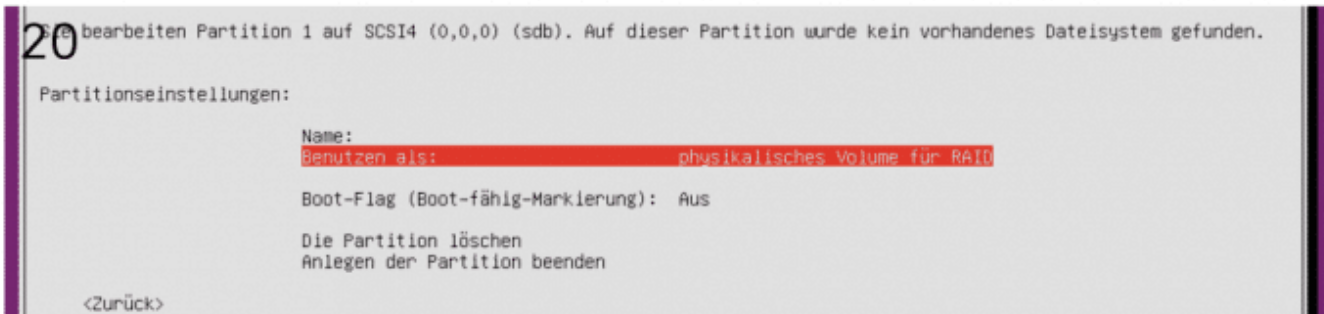 20
Sie bearbeiten Partition 1 auf SCSI4 (0,0,0) (sdb). Auf dieser Partition wurde kein vorhandenes Dateisystem gefunden.
Partitionseinstellungen:
Name:
Benutzen als: physikalisches Volume für RAID
Boot-Flag (Boot-fähig-Markierung): Aus
Die Partition löschen
Anlegen der Partition beenden
<Zurück>